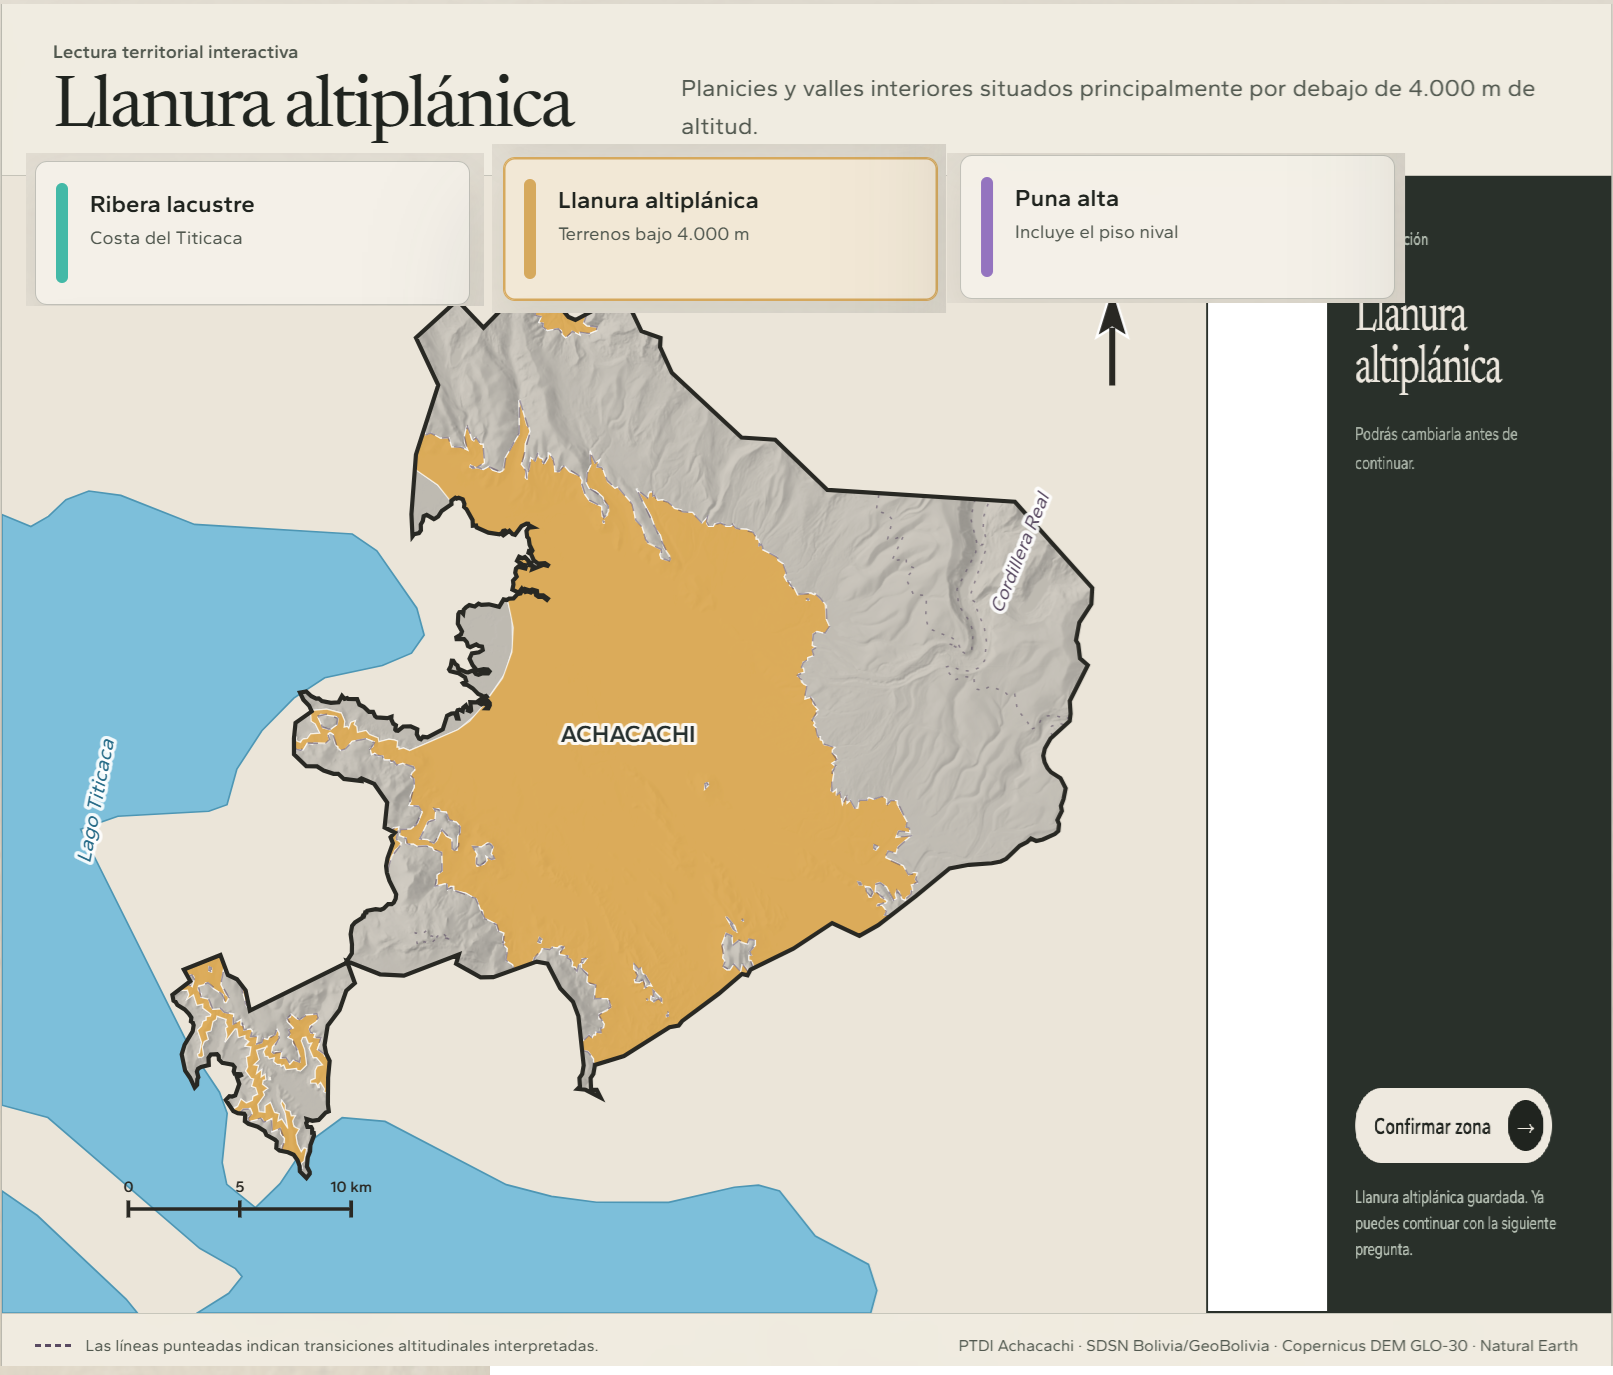 Lectura territorial interactiva
Llanura altiplánica
Planicies y valles interiores situados principalmente por debajo de 4.000 m de
altitud.
Ribera lacustre
Costa del Titicaca
Llanura altiplánica
Terrenos bajo 4.000 m
Puna alta
Incluye el piso nival
ción
Llanura
altiplánica
Podrás cambiarla antes de
continuar.
Cordillera Real
ACHACACHI
Lago Titicaca
0 5 10 km
Confirmar zona →
Llanura altiplánica guardada. Ya
puedes continuar con la siguiente
pregunta.
Las líneas punteadas indican transiciones altitudinales interpretadas.
PTDI Achacachi · SDSN Bolivia/GeoBolivia · Copernicus DEM GLO-30 · Natural Earth